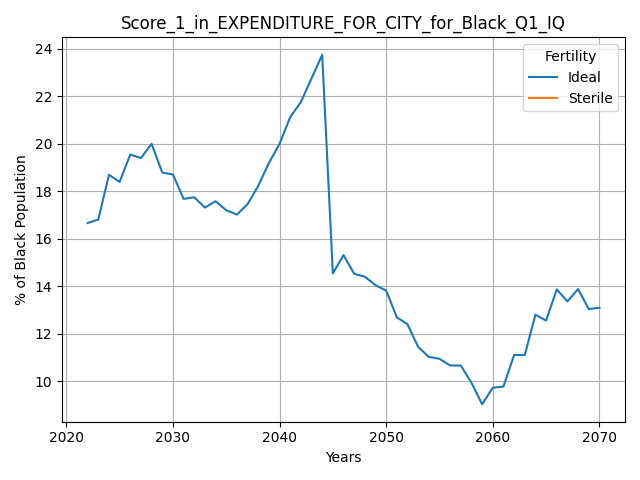 Score_1_in_EXPENDITURE_FOR_CITY_for_Black_Q1_IQ
Fertility
Ideal
Sterile
% of Black Population
24
22
20
18
16
14
12
10
2020
2030
2040
2050
2060
2070
Years